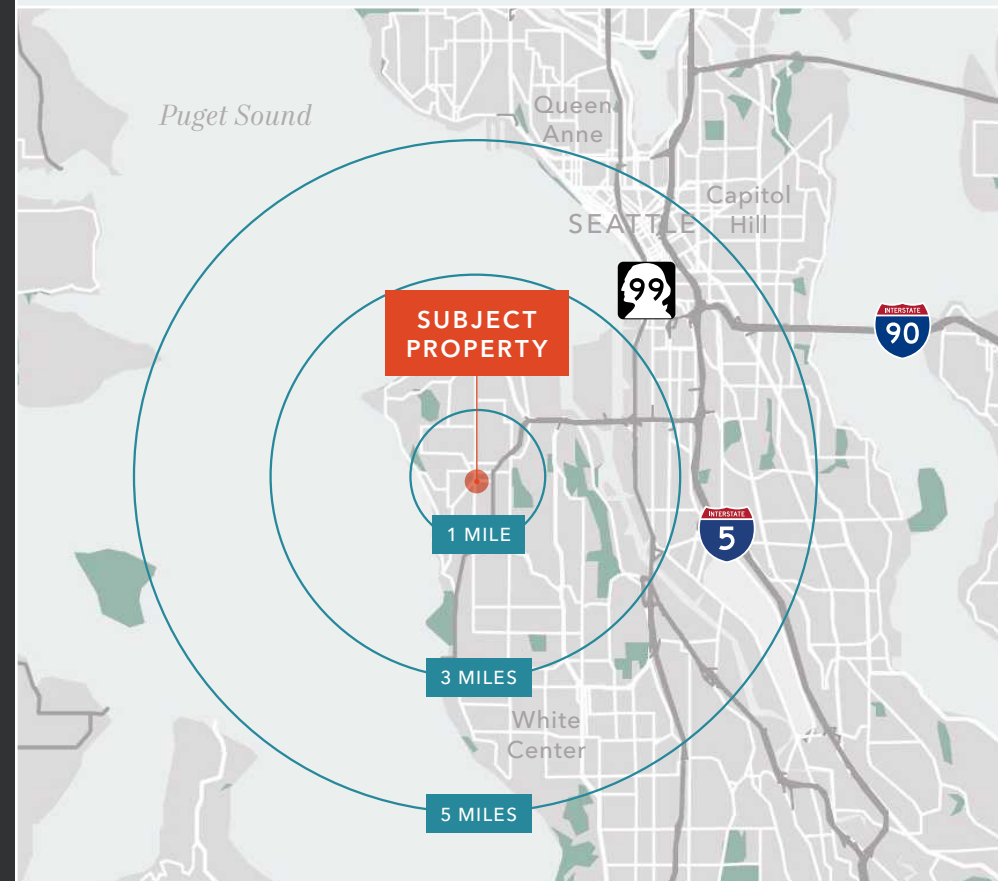 Puget Sound
Queen
Anne
Capitol
Hill
SEATTLE
99
SUBJECT
PROPERTY
INTERSTATE
90
1 MILE
INTERSTATE
5
3 MILES
White
Center
5 MILES